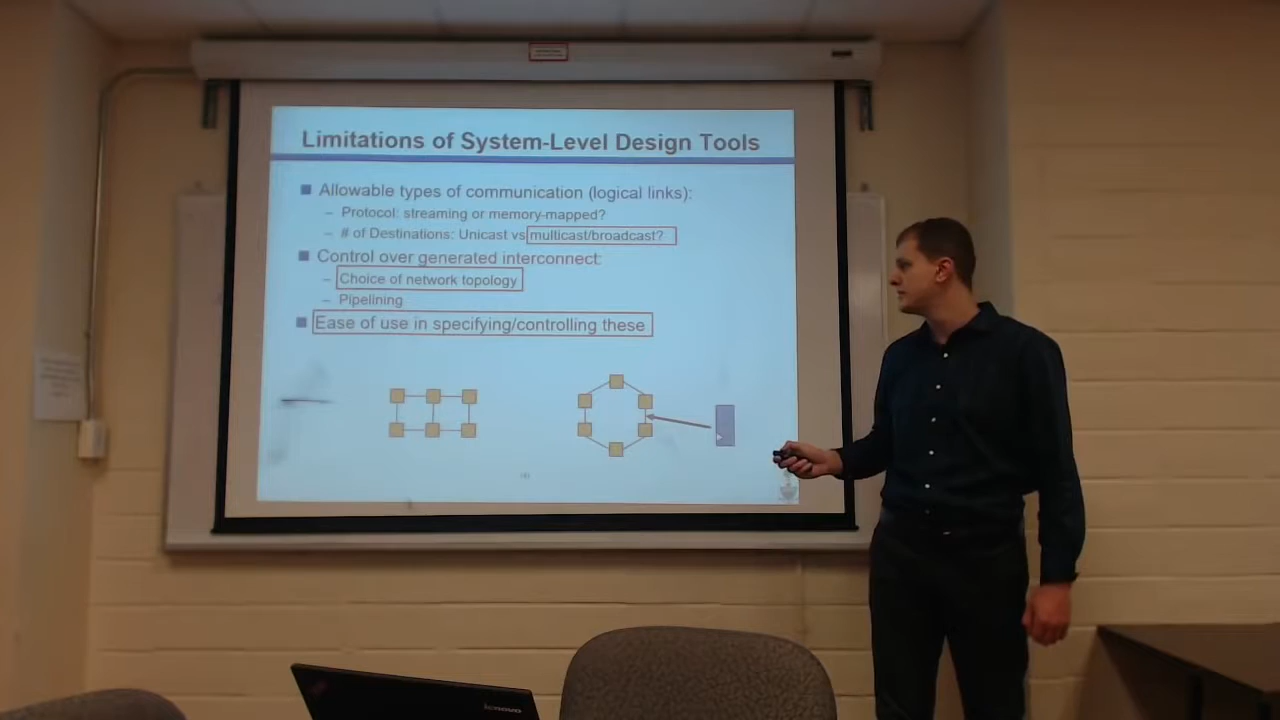 Limitations of System-Level Design Tools
Allowable types of communication (logical links):
– Protocol: streaming or memory-mapped?
– # of Destinations: Unicast vs multicast/broadcast?
Control over generated interconnect:
– Choice of network topology
– Pipelining
Ease of use in specifying/controlling these
lenovo